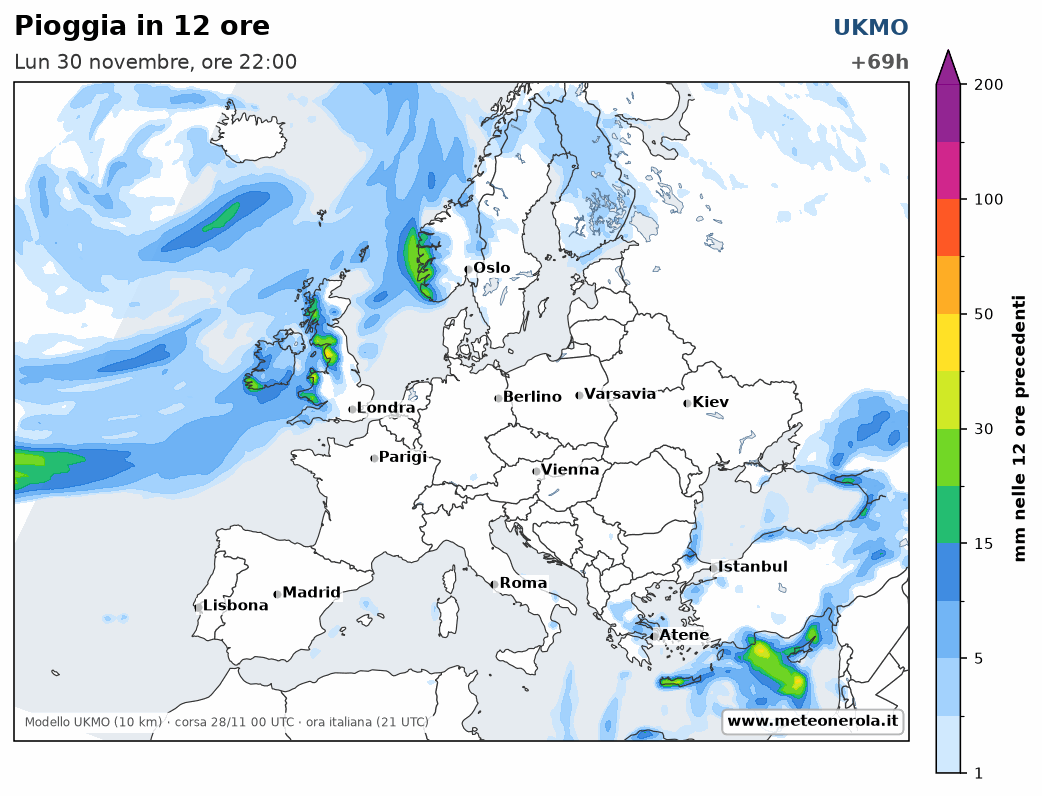 Pioggia in 12 ore
UKMO
Lun 30 novembre, ore 22:00
+69h
200
100
50
30
15
5
1
mm nelle 12 ore precedenti
Oslo
Londra
Berlino
Varsavia
Kiev
Parigi
Vienna
Istanbul
Roma
Madrid
Lisbona
Atene
Modello UKMO (10 km) · corsa 28/11 00 UTC · ora italiana (21 UTC)
www.meteonerola.it